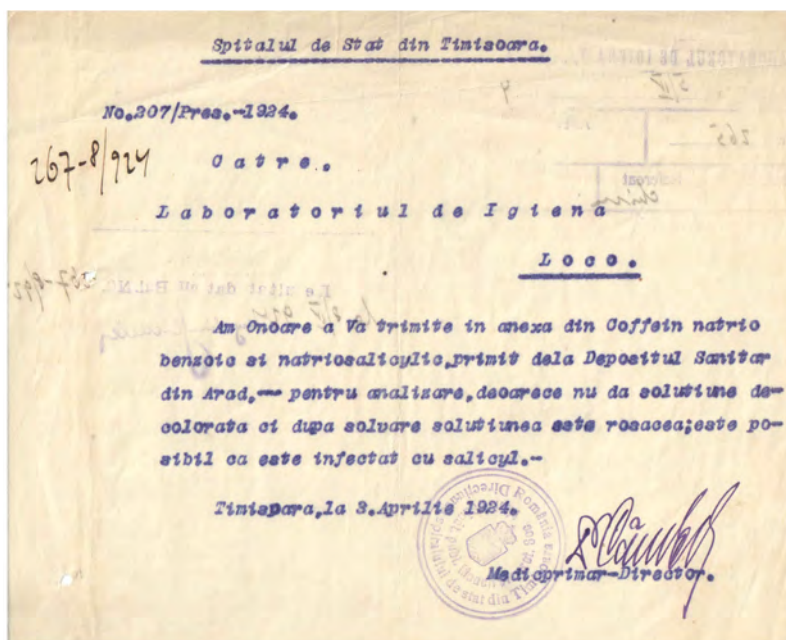 Spitalul de Stat din Timisoara.
No.207/Pres.-1924.
267-8/924
Catre.
Laboratoriul de Igiena
Loco.
Am Onoare a Va trimite in anexa din Coffein natrio
benzoic si natriosalicylic,primit dela Depositul Sanitar
din Arad,-- pentru analizare,deoarece nu da solutiune de-
colorata ci dupa solvare solutiunea este rosacea;este po-
sibil ca este infectat cu salicyl.-
Timispara,la 3.Aprilie 1924.
Medicprimar-Director.